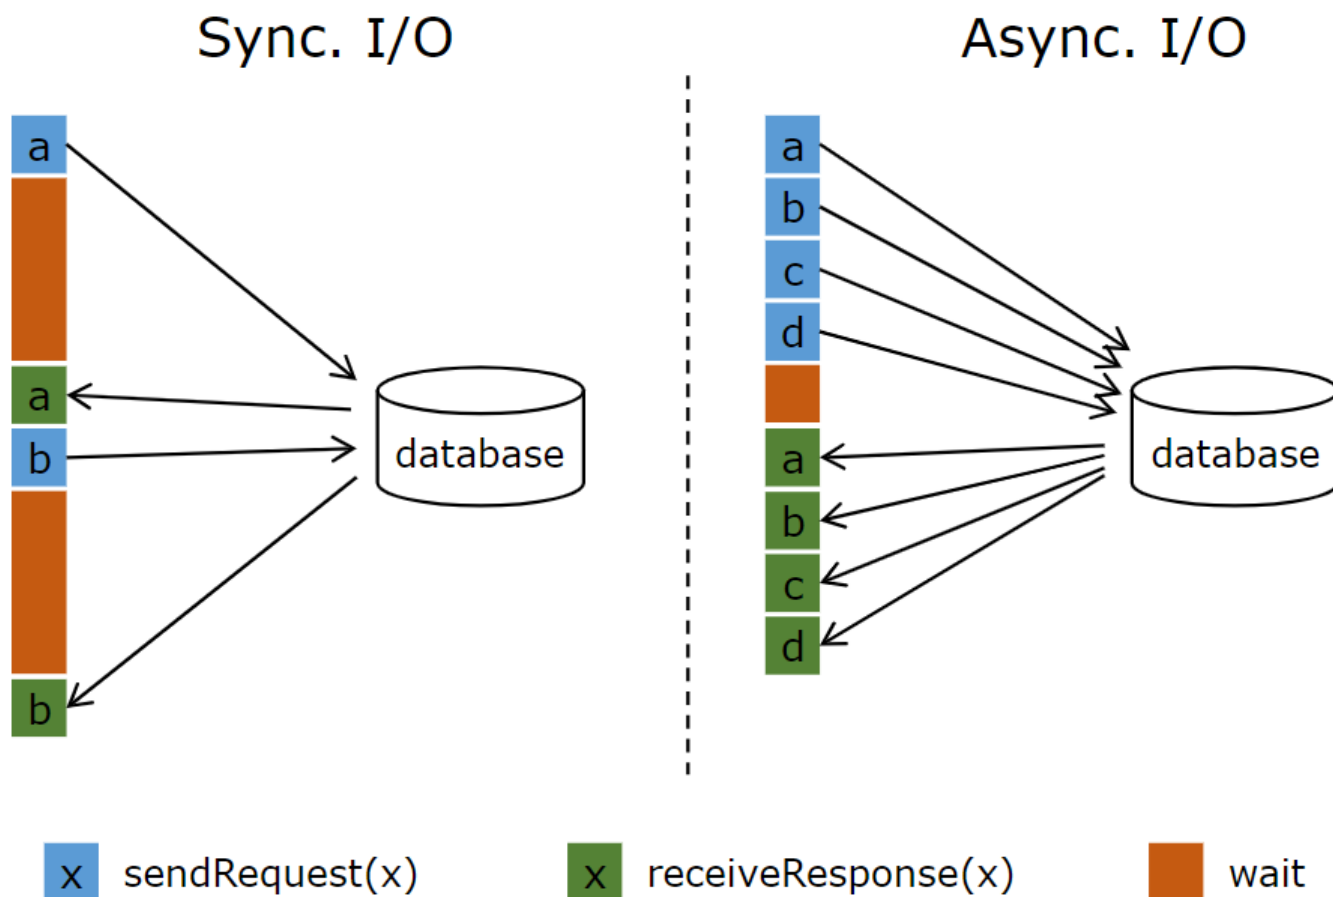 Sync. I/O
Async. I/O
a
a
b
b
database
a
b
c
d
a
b
c
d
database
x sendRequest(x)
x receiveResponse(x)
wait